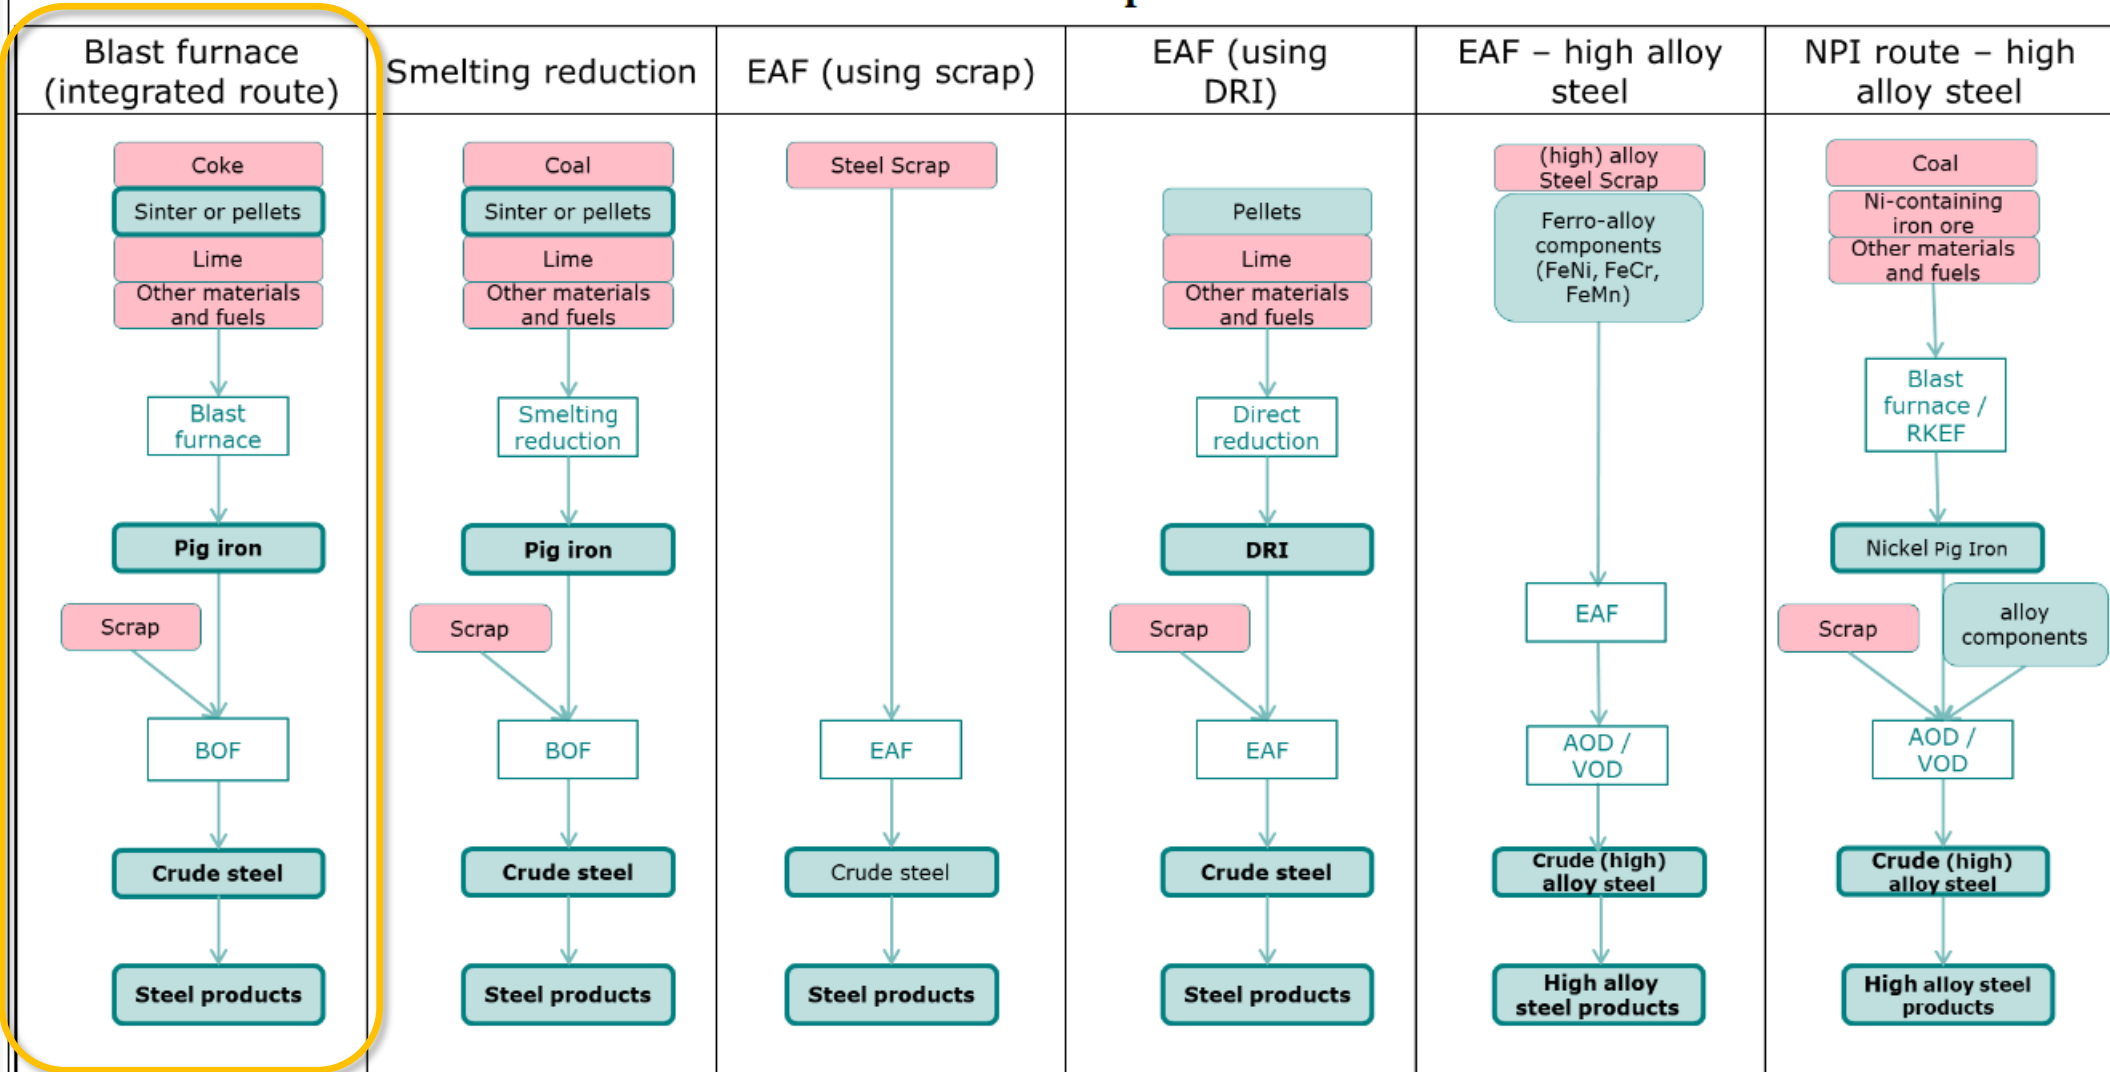 Blast furnace
(integrated route)
Smelting reduction
EAF (using scrap)
EAF (using
DRI)
EAF – high alloy
steel
NPI route – high
alloy steel
Coke
Sinter or pellets
Lime
Other materials
and fuels
Blast
furnace
Pig iron
Scrap
BOF
Crude steel
Steel products
Coal
Sinter or pellets
Lime
Other materials
and fuels
Smelting
reduction
Pig iron
Scrap
BOF
Crude steel
Steel products
Steel Scrap
EAF
Crude steel
Steel products
Pellets
Lime
Other materials
and fuels
Direct
reduction
DRI
Scrap
EAF
Crude steel
Steel products
(high) alloy
Steel Scrap
Ferro-alloy
components
(FeNi, FeCr,
FeMn)
EAF
AOD /
VOD
Crude (high)
alloy steel
High alloy
steel products
Coal
Ni-containing
iron ore
Other materials
and fuels
Blast
furnace /
RKEF
Nickel Pig Iron
Scrap
alloy
components
AOD /
VOD
Crude (high)
alloy steel
High alloy steel
products